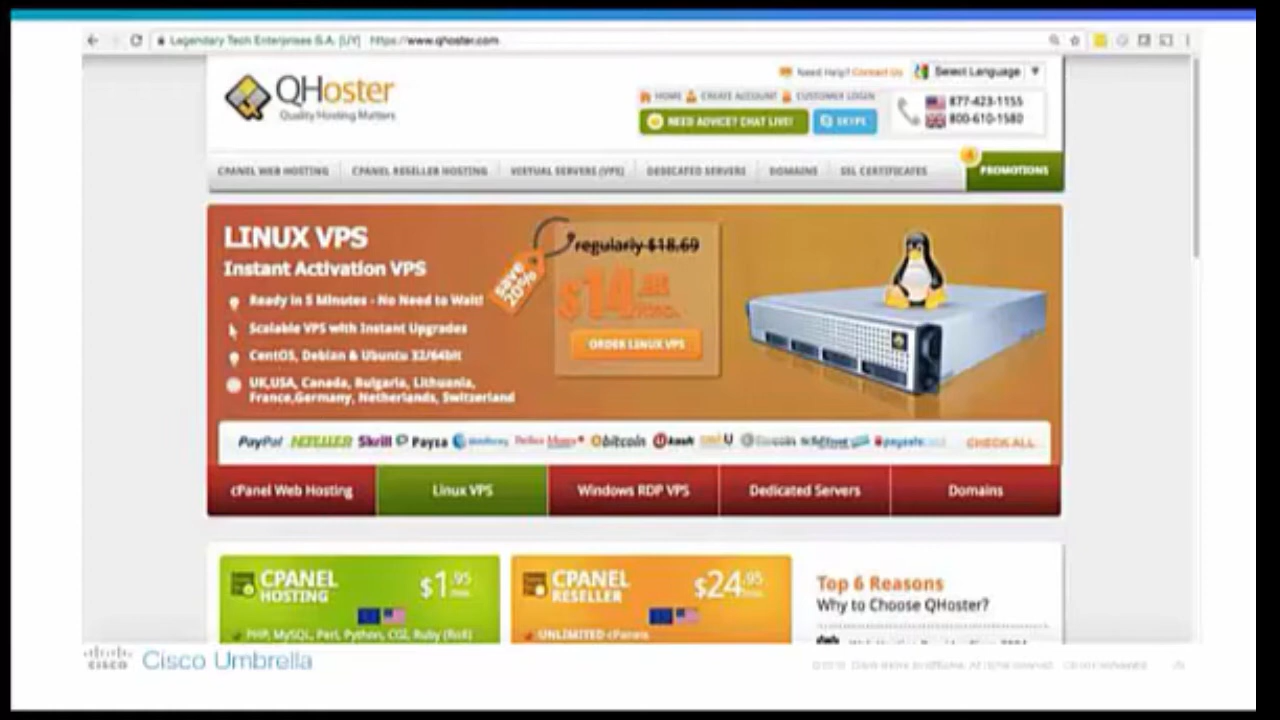 Legendary Tech Enterprises S.A. [UY] https://www.qhoster.com
Need Help? Contact Us Select Language
QHoster
Quality Hosting Matters
HOME CREATE ACCOUNT CUSTOMER LOGIN
877-423-1155
NEED ADVICE? CHAT LIVE! SKYPE
800-610-1580
CPANEL WEB HOSTING CPANEL RESELLER HOSTING VIRTUAL SERVERS (VPS) DEDICATED SERVERS DOMAINS SSL CERTIFICATES PROMOTIONS
LINUX VPS
Instant Activation VPS
Ready in 5 Minutes - No Need to Wait!
Scalable VPS with Instant Upgrades
CentOS, Debian & Ubuntu 32/64bit
UK,USA, Canada, Bulgaria, Lithuania,
France,Germany, Netherlands, Switzerland
save
20%
regularly $18.69
$14
ORDER LINUX VPS
PayPal NETELLER Skrill Payza bitcoin Ukash CHECK ALL
cPanel Web Hosting Linux VPS Windows RDP VPS Dedicated Servers Domains
CPANEL
HOSTING
$1.95
CPANEL
RESELLER
$24.95
Top 6 Reasons
Why to Choose QHoster?
PHP, MySQL, Perl, Python, CGI, Ruby (RoR)
UNLIMITED cPanels
cisco Cisco Umbrella